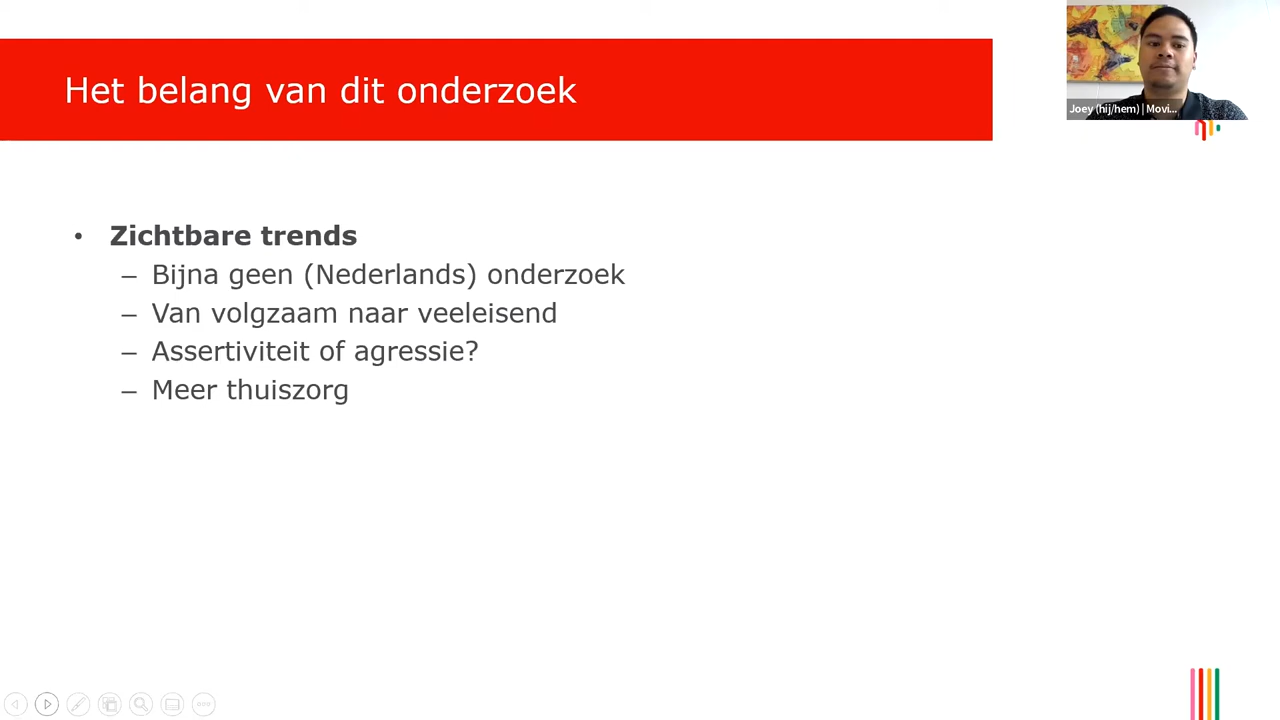 Het belang van dit onderzoek
Joey (hij/hem) | Movi...
• Zichtbare trends
– Bijna geen (Nederlands) onderzoek
– Van volgzaam naar veeleisend
– Assertiviteit of agressie?
– Meer thuiszorg